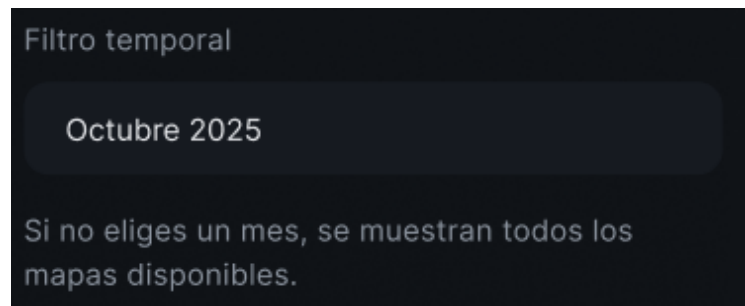 Filtro temporal
Octubre 2025
Si no eliges un mes, se muestran todos los
mapas disponibles.